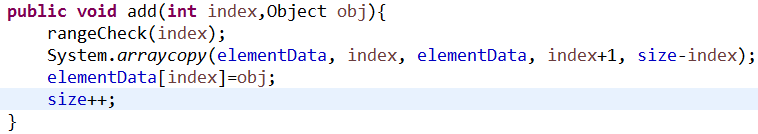 public void add(int index,Object obj){
    rangeCheck(index);
    System.arraycopy(elementData, index, elementData, index+1, size-index);
    elementData[index]=obj;
    size++;
}